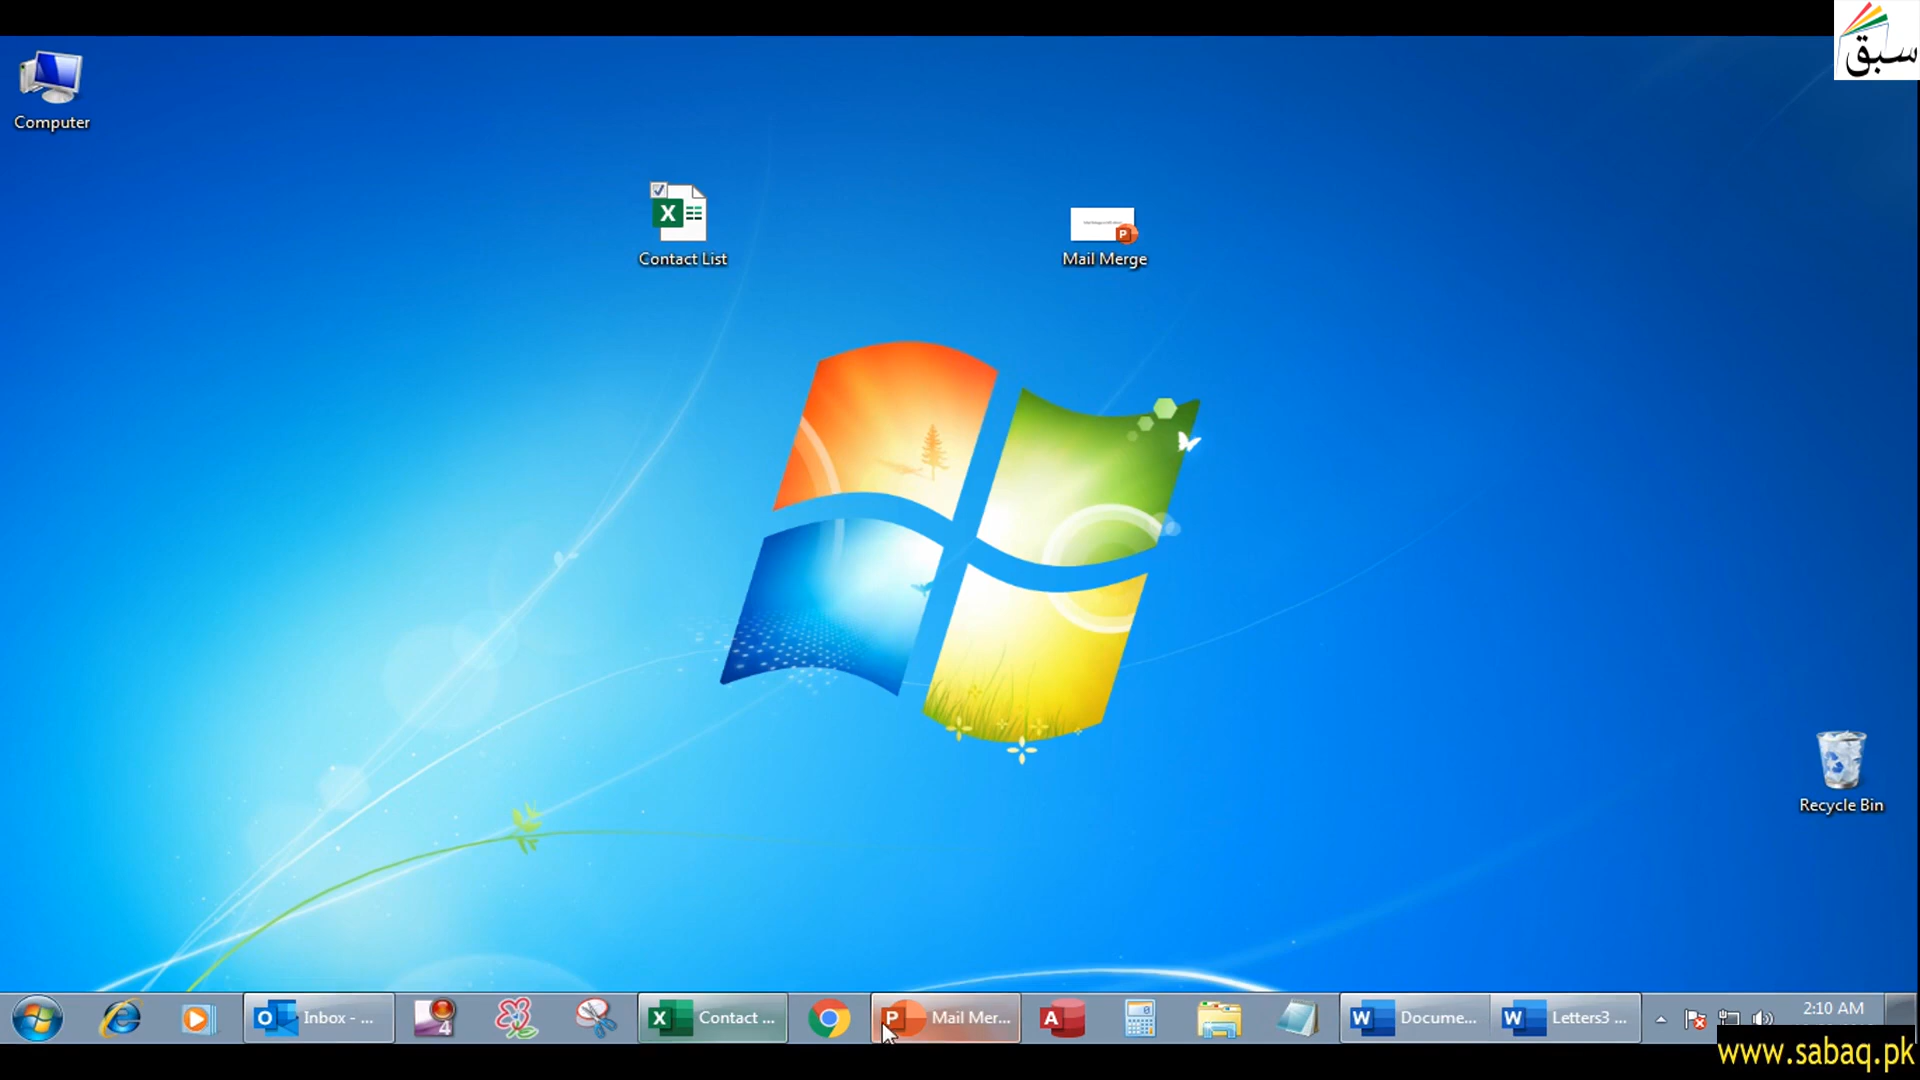 سبق
Computer
Contact List
Mail Merge
Recycle Bin
Inbox - ...
4
Contact ...
Mail Mer...
Docume...
Letters3 ...
2:10 AM
www.sabaq.pk